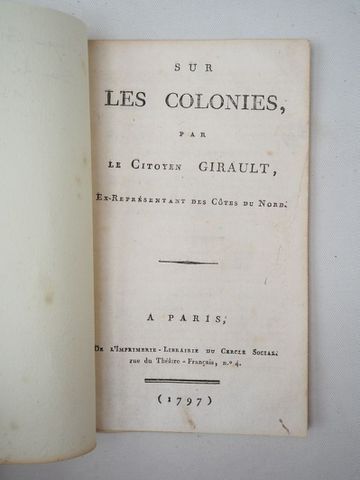 SUR
LES COLONIES,
PAR
LE CITOYEN GIRAULT,
EX-REPRÉSENTANT DES CÔTES DU NORD.
A PARIS,
DE L'IMPRIMERIE-LIBRAIRIE DU CERCLE SOCIAL,
rue du Théâtre-Français, n.º 4.
(1797)